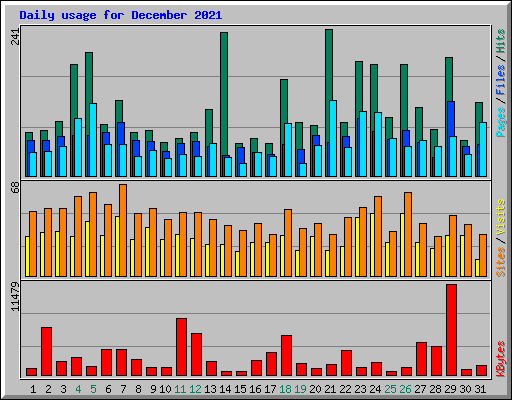 Daily usage for December 2021
241
Pages / Files / Hits
68
Sites / Visits
11479
KBytes
1 2 3 4 5 6 7 8 9 10 11 12 13 14 15 16 17 18 19 20 21 22 23 24 25 26 27 28 29 30 31